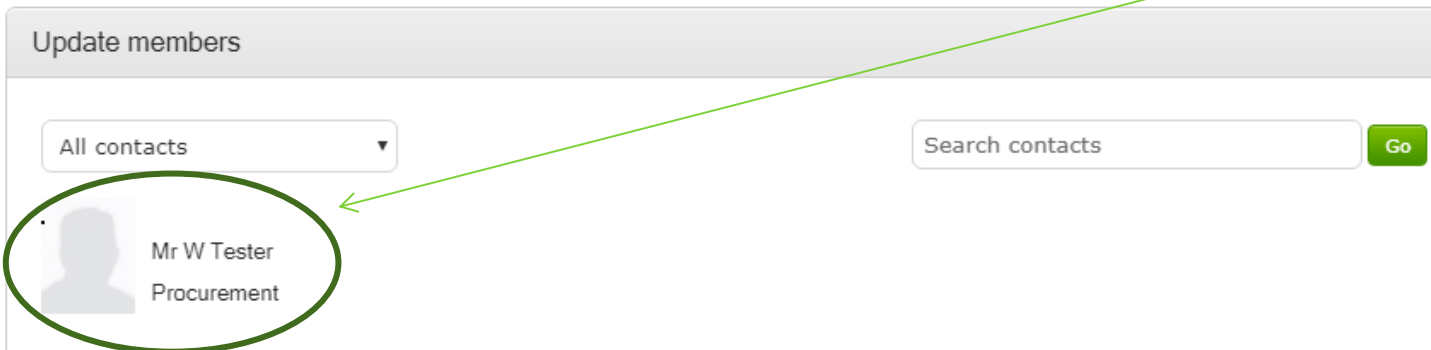 Update members
All contacts
Search contacts
Go
Mr W Tester
Procurement